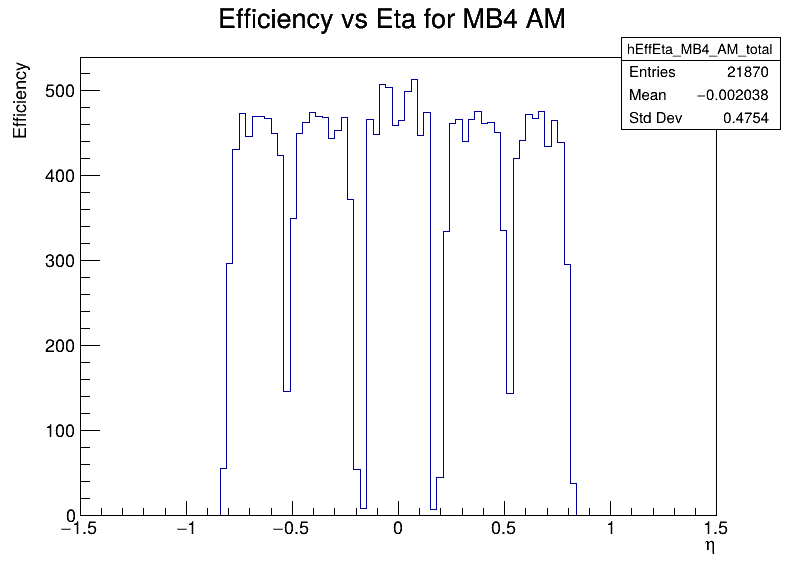 Efficiency vs Eta for MB4 AM
hEffEta_MB4_AM_total
Entries 21870
Mean −0.002038
Std Dev 0.4754
Efficiency
500
400
300
200
100
0
−1.5 −1 −0.5 0 0.5 1 1.5
η